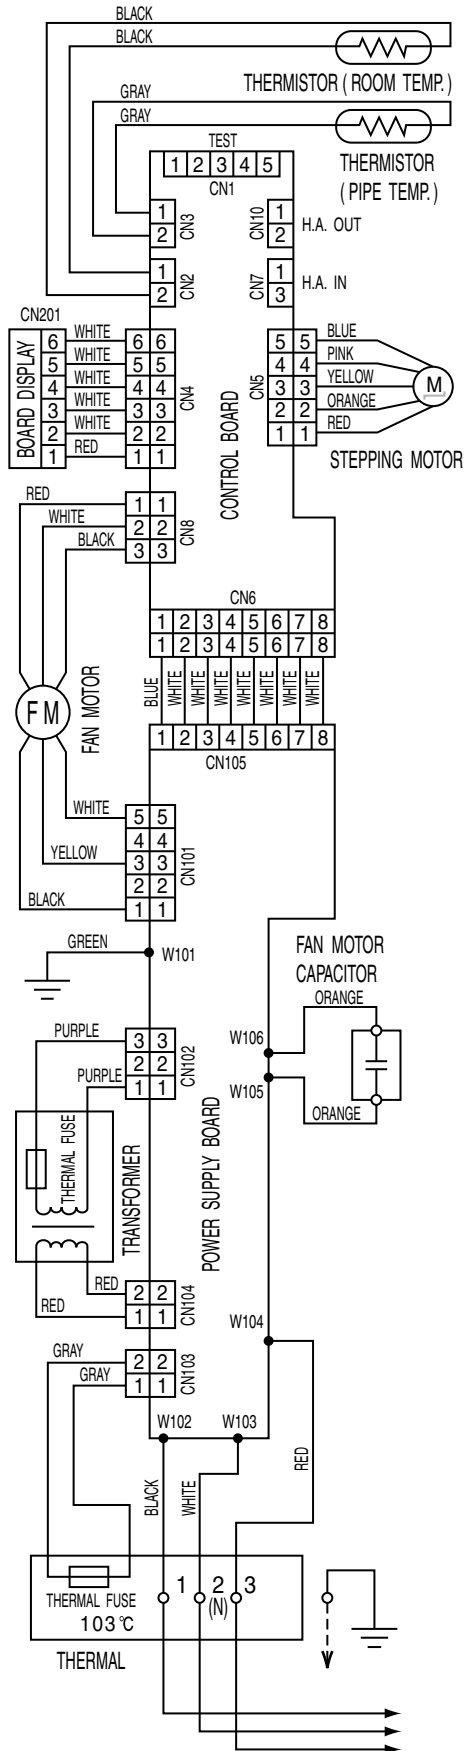 BLACK
BLACK
THERMISTOR ( ROOM TEMP. )
GRAY
GRAY
THERMISTOR
( PIPE TEMP. )
TEST
1 2 3 4 5
CN1
1
2
CN3
CN10
1
2
H.A. OUT
1
2
CN2
CN7
1
3
H.A. IN
CN201
BOARD DISPLAY
6 WHITE 6 6
5 WHITE 5 5
4 WHITE 4 4
3 WHITE 3 3
2 WHITE 2 2
1 RED 1 1
CN4
CONTROL BOARD
CN5
5 5 BLUE
4 4 PINK
3 3 YELLOW
2 2 ORANGE
1 1 RED
M
STEPPING MOTOR
RED 1 1
WHITE 2 2
BLACK 3 3
CN8
CN6
1 2 3 4 5 6 7 8
1 2 3 4 5 6 7 8
BLUE
WHITE
WHITE
WHITE
WHITE
WHITE
WHITE
WHITE
1 2 3 4 5 6 7 8
CN105
FM
FAN MOTOR
WHITE 5 5
4 4
YELLOW 3 3
2 2
BLACK 1 1
CN101
GREEN
W101
FAN MOTOR
CAPACITOR
ORANGE
W106
W105
ORANGE
PURPLE 3 3
2 2
PURPLE 1 1
CN102
THERMAL FUSE
TRANSFORMER
POWER SUPPLY BOARD
RED 2 2
RED 1 1
CN104
W104
GRAY 2 2
GRAY 1 1
CN103
W102
W103
BLACK
WHITE
RED
THERMAL FUSE
103℃
1 2 3
(N)
THERMAL